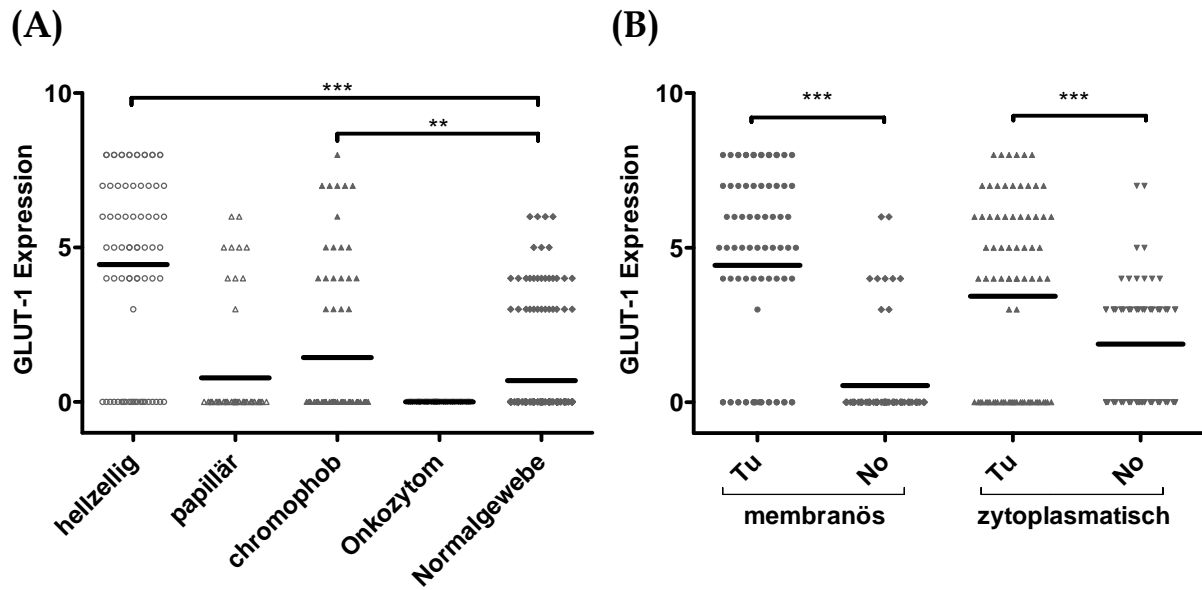 (A)
GLUT-1 Expression
10
5
0
***
**
hellzellig
papillär
chromophob
Onkozytom
Normalgewebe
(B)
GLUT-1 Expression
10
5
0
***
***
Tu
No
Tu
No
membranös
zytoplasmatisch